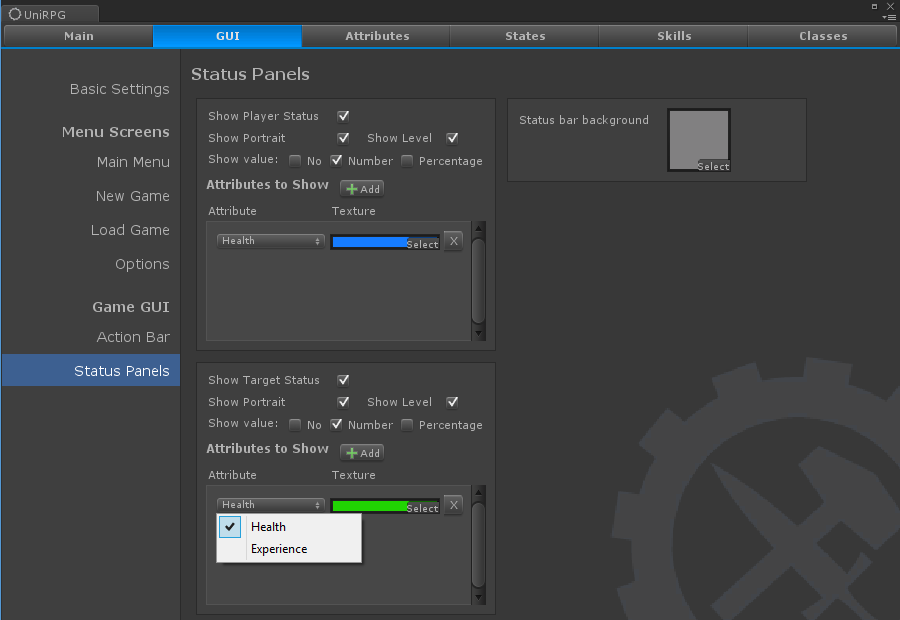 UniRPG
Main GUI Attributes States Skills Classes
Basic Settings
Menu Screens
Main Menu
New Game
Load Game
Options
Game GUI
Action Bar
Status Panels
Status Panels
Show Player Status
Show Portrait Show Level
Show value: No Number Percentage
Attributes to Show Add
Attribute Texture
Health Select X
Status bar background
Select
Show Target Status
Show Portrait Show Level
Show value: No Number Percentage
Attributes to Show Add
Attribute Texture
Health Select X
Health
Experience